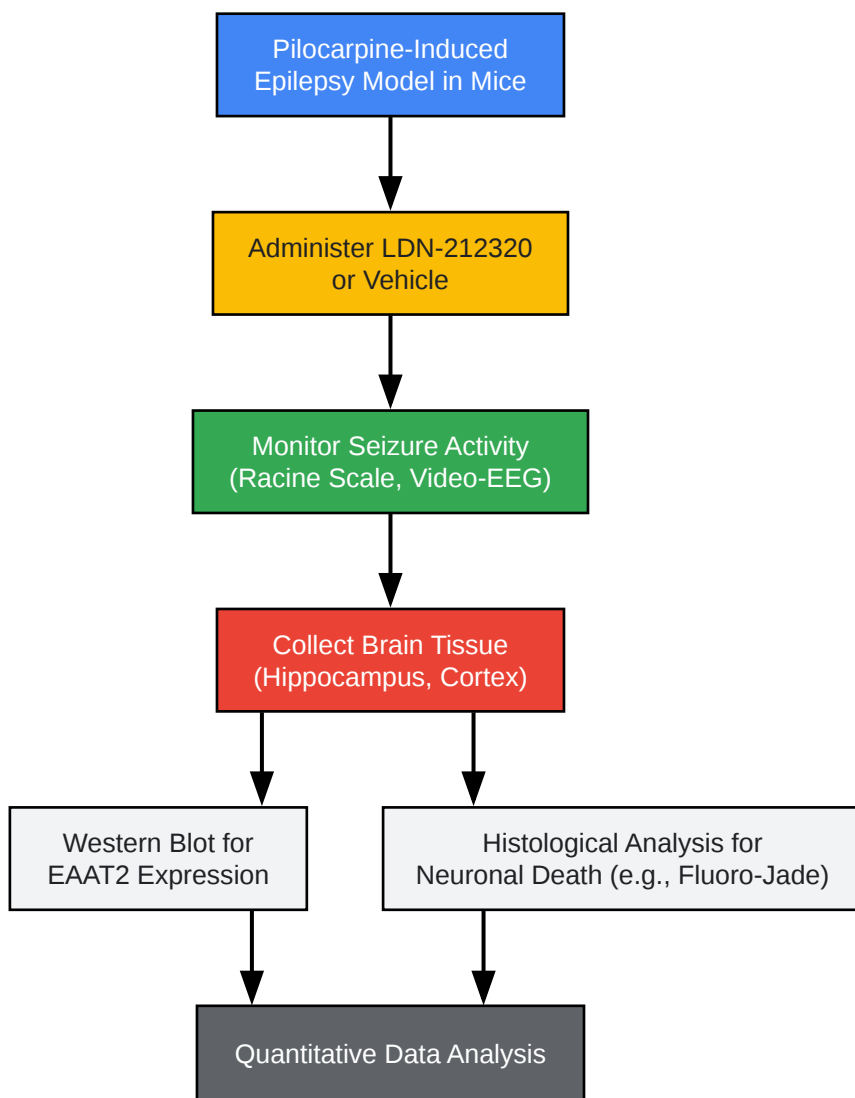 Pilocarpine-Induced
Epilepsy Model in Mice
Administer LDN-212320
or Vehicle
Monitor Seizure Activity
(Racine Scale, Video-EEG)
Collect Brain Tissue
(Hippocampus, Cortex)
Western Blot for
EAAT2 Expression
Histological Analysis for
Neuronal Death (e.g., Fluoro-Jade)
Quantitative Data Analysis